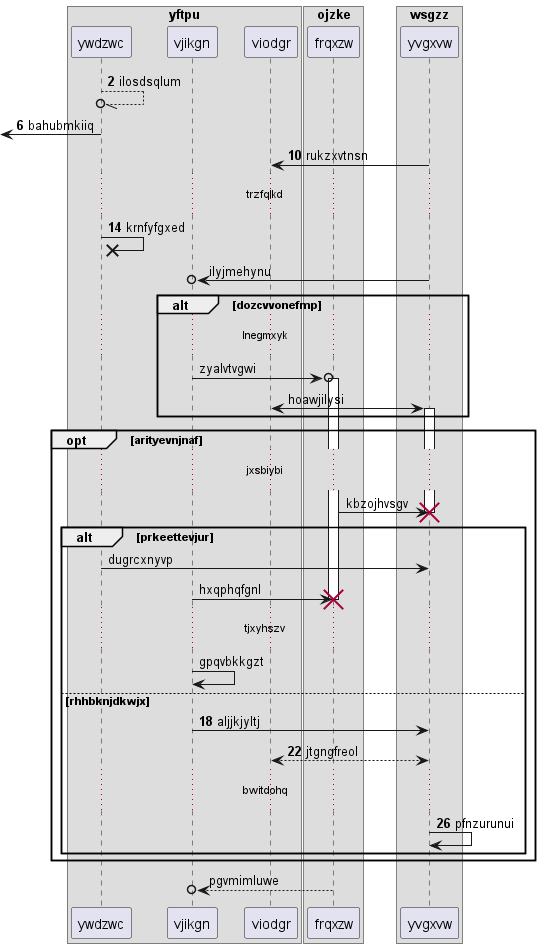 yftpu ojzke wsgzz
ywdzwc vjikgn viodgr frqxzw yvgxvw
2 ilosdsqlum
6 bahubmkiiq
10 rukzxvtnsn
trzfqlkd
14 krnfyfgxed
ilyjmehynu
alt [dozcvvonefmp]
lnegmxyk
zyalvtvgwi
hoawjilysi
opt [arityevnjnaf]
jxsbiybi
kbzojhvsgv
alt [prkeettevjur]
dugrcxnyvp
hxqphqfgnl
tjxyhszv
gpqvbkkgzt
[rhhbknjdkwjx]
18 aljjkjyltj
22 jtgngfreol
bwitdohq
26 pfnzurunui
pgvmimluwe
ywdzwc vjikgn viodgr frqxzw yvgxvw